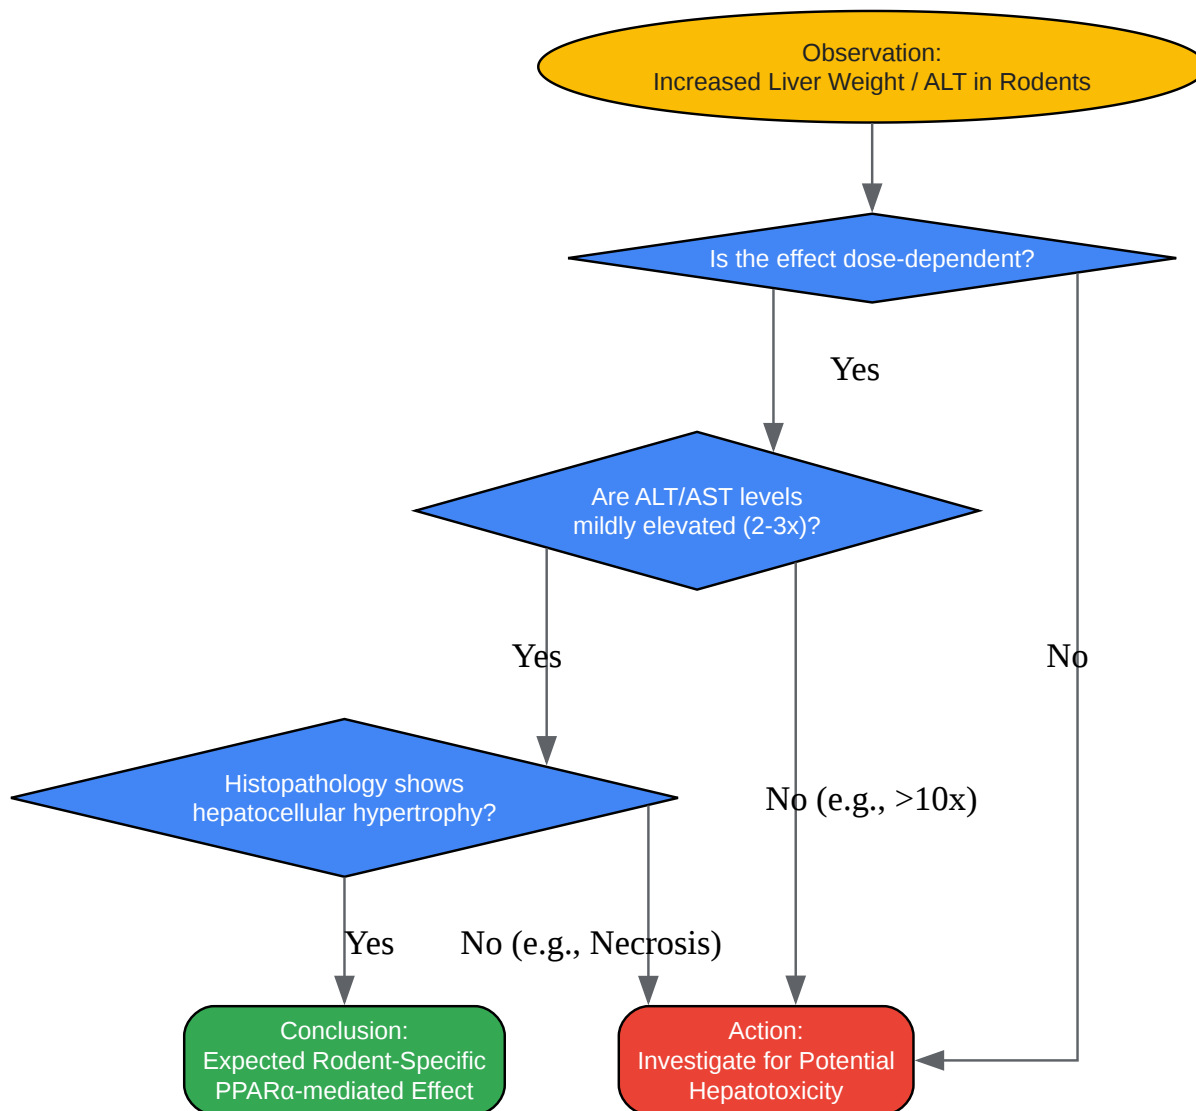 Observation:
Increased Liver Weight / ALT in Rodents
Is the effect dose-dependent?
Yes
Are ALT/AST levels
mildly elevated (2-3x)?
Yes
No
Histopathology shows
hepatocellular hypertrophy?
No (e.g., >10x)
Yes
No (e.g., Necrosis)
Conclusion:
Expected Rodent-Specific
PPARα-mediated Effect
Action:
Investigate for Potential
Hepatotoxicity